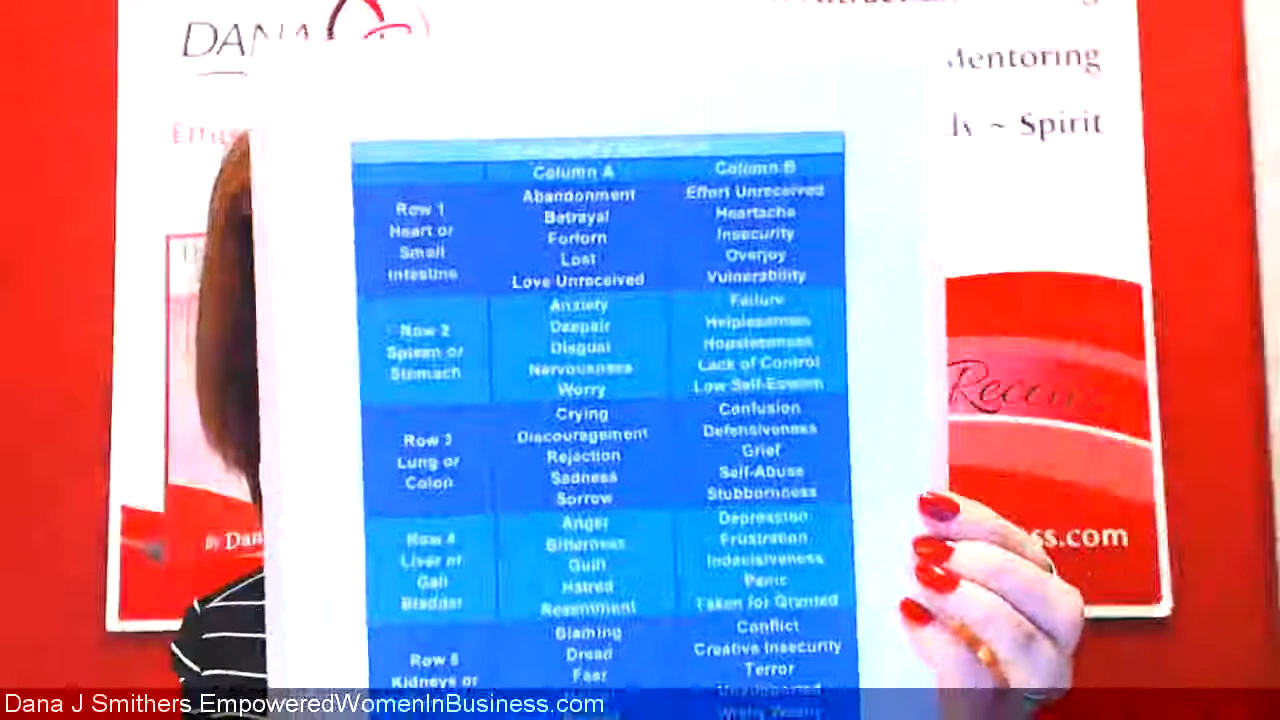 DANA
Mentoring
~ Spirit
Column A Column B
Row 1
Heart or
Small
Intestine
Abandonment
Betrayal
Forlorn
Lost
Love Unreceived
Effort Unreceived
Heartache
Insecurity
Overjoy
Vulnerability
Row 2
Spleen or
Stomach
Anxiety
Despair
Disgust
Nervousness
Worry
Failure
Helplessness
Hopelessness
Lack of Control
Low Self-Esteem
Row 3
Lung or
Colon
Crying
Discouragement
Rejection
Sadness
Sorrow
Confusion
Defensiveness
Grief
Self-Abuse
Stubbornness
Row 4
Liver or
Gall
Bladder
Anger
Bitterness
Guilt
Hatred
Resentment
Depression
Frustration
Indecisiveness
Panic
Taken for Granted
Row 5
Kidneys or
Blaming
Dread
Fear
Conflict
Creative Insecurity
Terror
Unsupported
By Dana
ss.com
Dana J Smithers EmpoweredWomenInBusiness.com